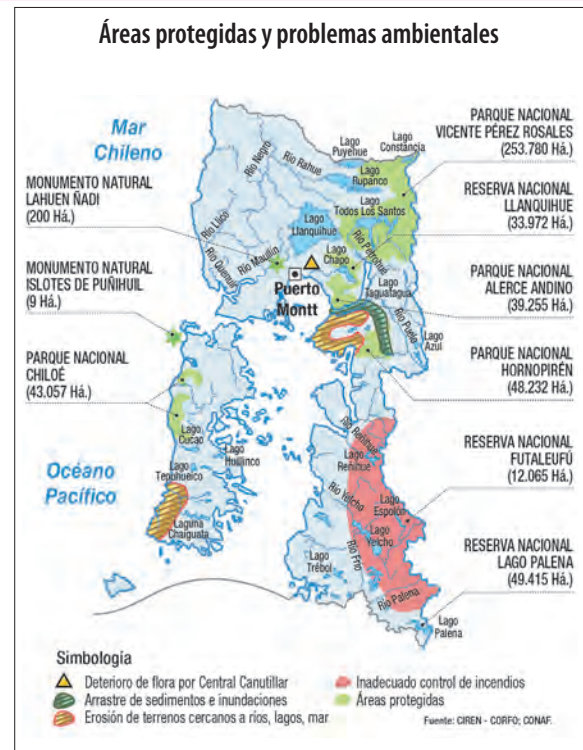 Áreas protegidas y problemas ambientales
Mar
Chileno
Océano
Pacífico
MONUMENTO NATURAL
LAHUEN ÑADI
(200 Há.)
MONUMENTO NATURAL
ISLOTES DE PUÑIHUIL
(9 Há.)
PARQUE NACIONAL
CHILOÉ
(43.057 Há.)
PARQUE NACIONAL
VICENTE PÉREZ ROSALES
(253.780 Há.)
RESERVA NACIONAL
LLANQUIHUE
(33.972 Há.)
PARQUE NACIONAL
ALERCE ANDINO
(39.255 Há.)
PARQUE NACIONAL
HORNOPIRÉN
(48.232 Há.)
RESERVA NACIONAL
FUTALEUFÚ
(12.065 Há.)
RESERVA NACIONAL
LAGO PALENA
(49.415 Há.)
Río Negro
Río Rahue
Lago
Puyehue
Lago
Constancia
Lago
Rupanco
Lago
Todos Los Santos
Lago
Llanquihue
Río Llico
Río Quenuir
Río Maullín
Río Petrohue
Lago
Chapo
Puerto
Montt
Lago
Taguatagua
Río Puelo
Lago
Azul
Lago
Cucao
Lago
Huillinco
Lago
Tepuhueico
Laguna
Chaiguata
Río Reñihue
Lago
Reñihue
Río Yelcho
Lago
Espolón
Lago
Yelcho
Río Frío
Lago
Trébol
Río Palena
Lago
Palena
Simbología
Deterioro de flora por Central Canutillar
Arrastre de sedimentos e inundaciones
Erosión de terrenos cercanos a ríos, lagos, mar
Inadecuado control de incendios
Áreas protegidas
Fuente: CIREN - CORFO; CONAF.